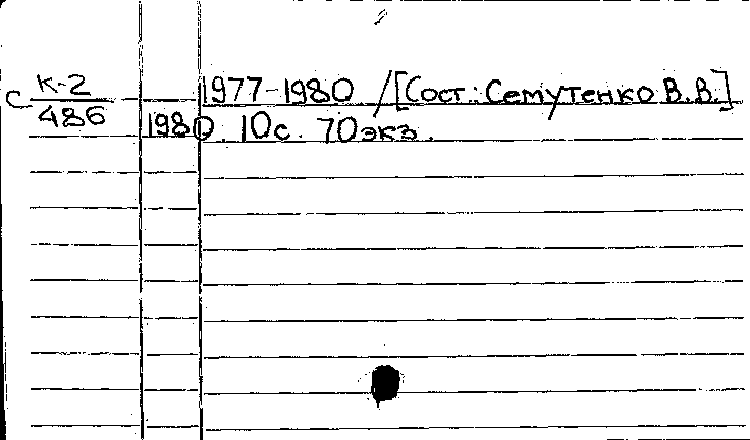 2
с К-2 1977-1980 /[Сост.: Семутенко В.В.]
486 1980. 10с. 70экз.